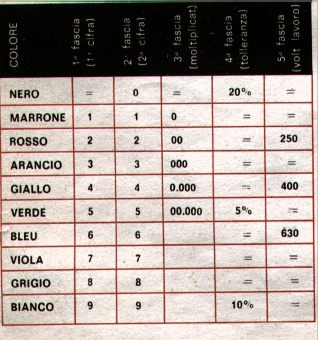 COLORE
1ª fascia (1ª cifra)
2ª fascia (2ª cifra)
3ª fascia (moltiplicat)
4ª fascia (tolleranza)
5ª fascia (volt lavoro)
NERO = 0 = 20% =
MARRONE 1 1 0 = =
ROSSO 2 2 00 = 250
ARANCIO 3 3 000 = =
GIALLO 4 4 0.000 = 400
VERDE 5 5 00.000 5% =
BLEU 6 6 = 630
VIOLA 7 7 = =
GRIGIO 8 8 = =
BIANCO 9 9 10% =